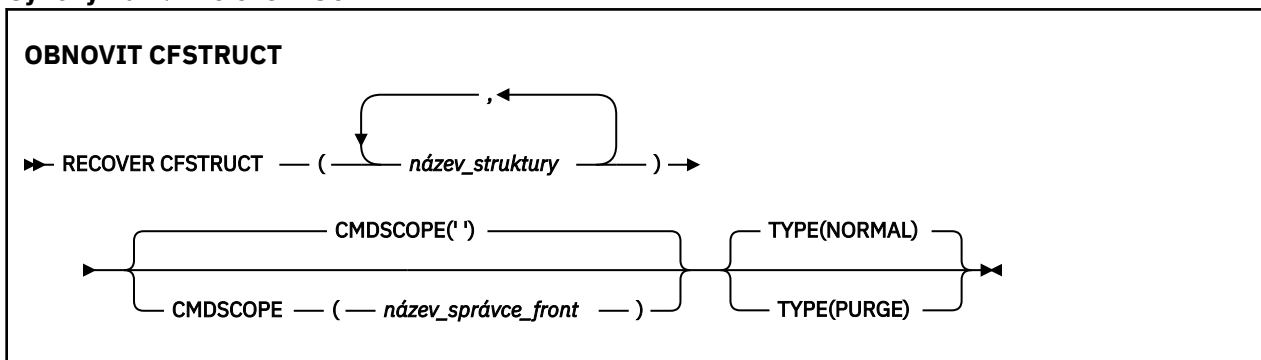 OBNOVIT CFSTRUCT
,
RECOVER CFSTRUCT ( název_struktury )
CMDSCOPE(' ') TYPE(NORMAL)
CMDSCOPE ( název_správce_front ) TYPE(PURGE)